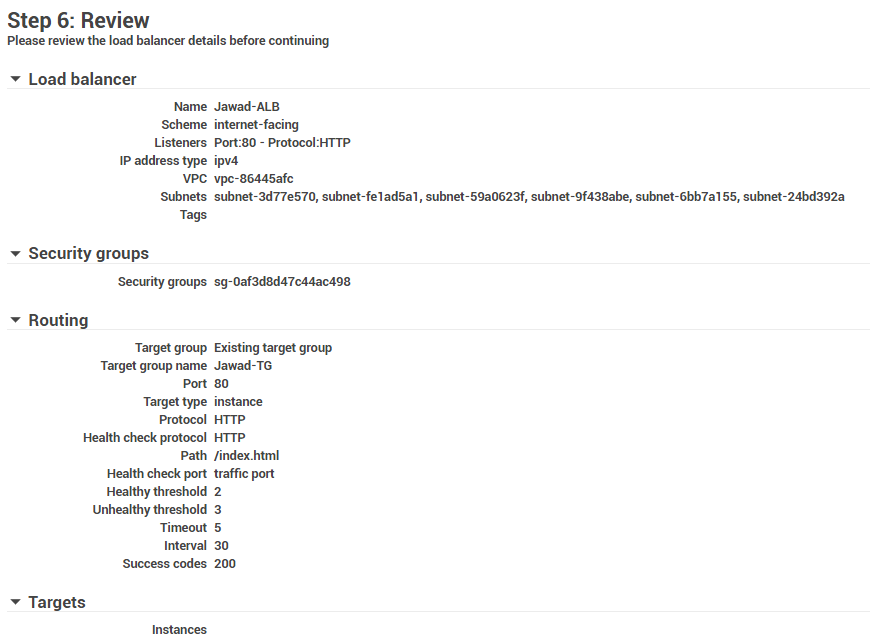 Step 6: Review
Please review the load balancer details before continuing
Load balancer
Name Jawad-ALB
Scheme internet-facing
Listeners Port:80 - Protocol:HTTP
IP address type ipv4
VPC vpc-86445afc
Subnets subnet-3d77e570, subnet-fe1ad5a1, subnet-59a0623f, subnet-9f438abe, subnet-6bb7a155, subnet-24bd392a
Tags
Security groups
Security groups sg-0af3d8d47c44ac498
Routing
Target group Existing target group
Target group name Jawad-TG
Port 80
Target type instance
Protocol HTTP
Health check protocol HTTP
Path /index.html
Health check port traffic port
Healthy threshold 2
Unhealthy threshold 3
Timeout 5
Interval 30
Success codes 200
Targets
Instances